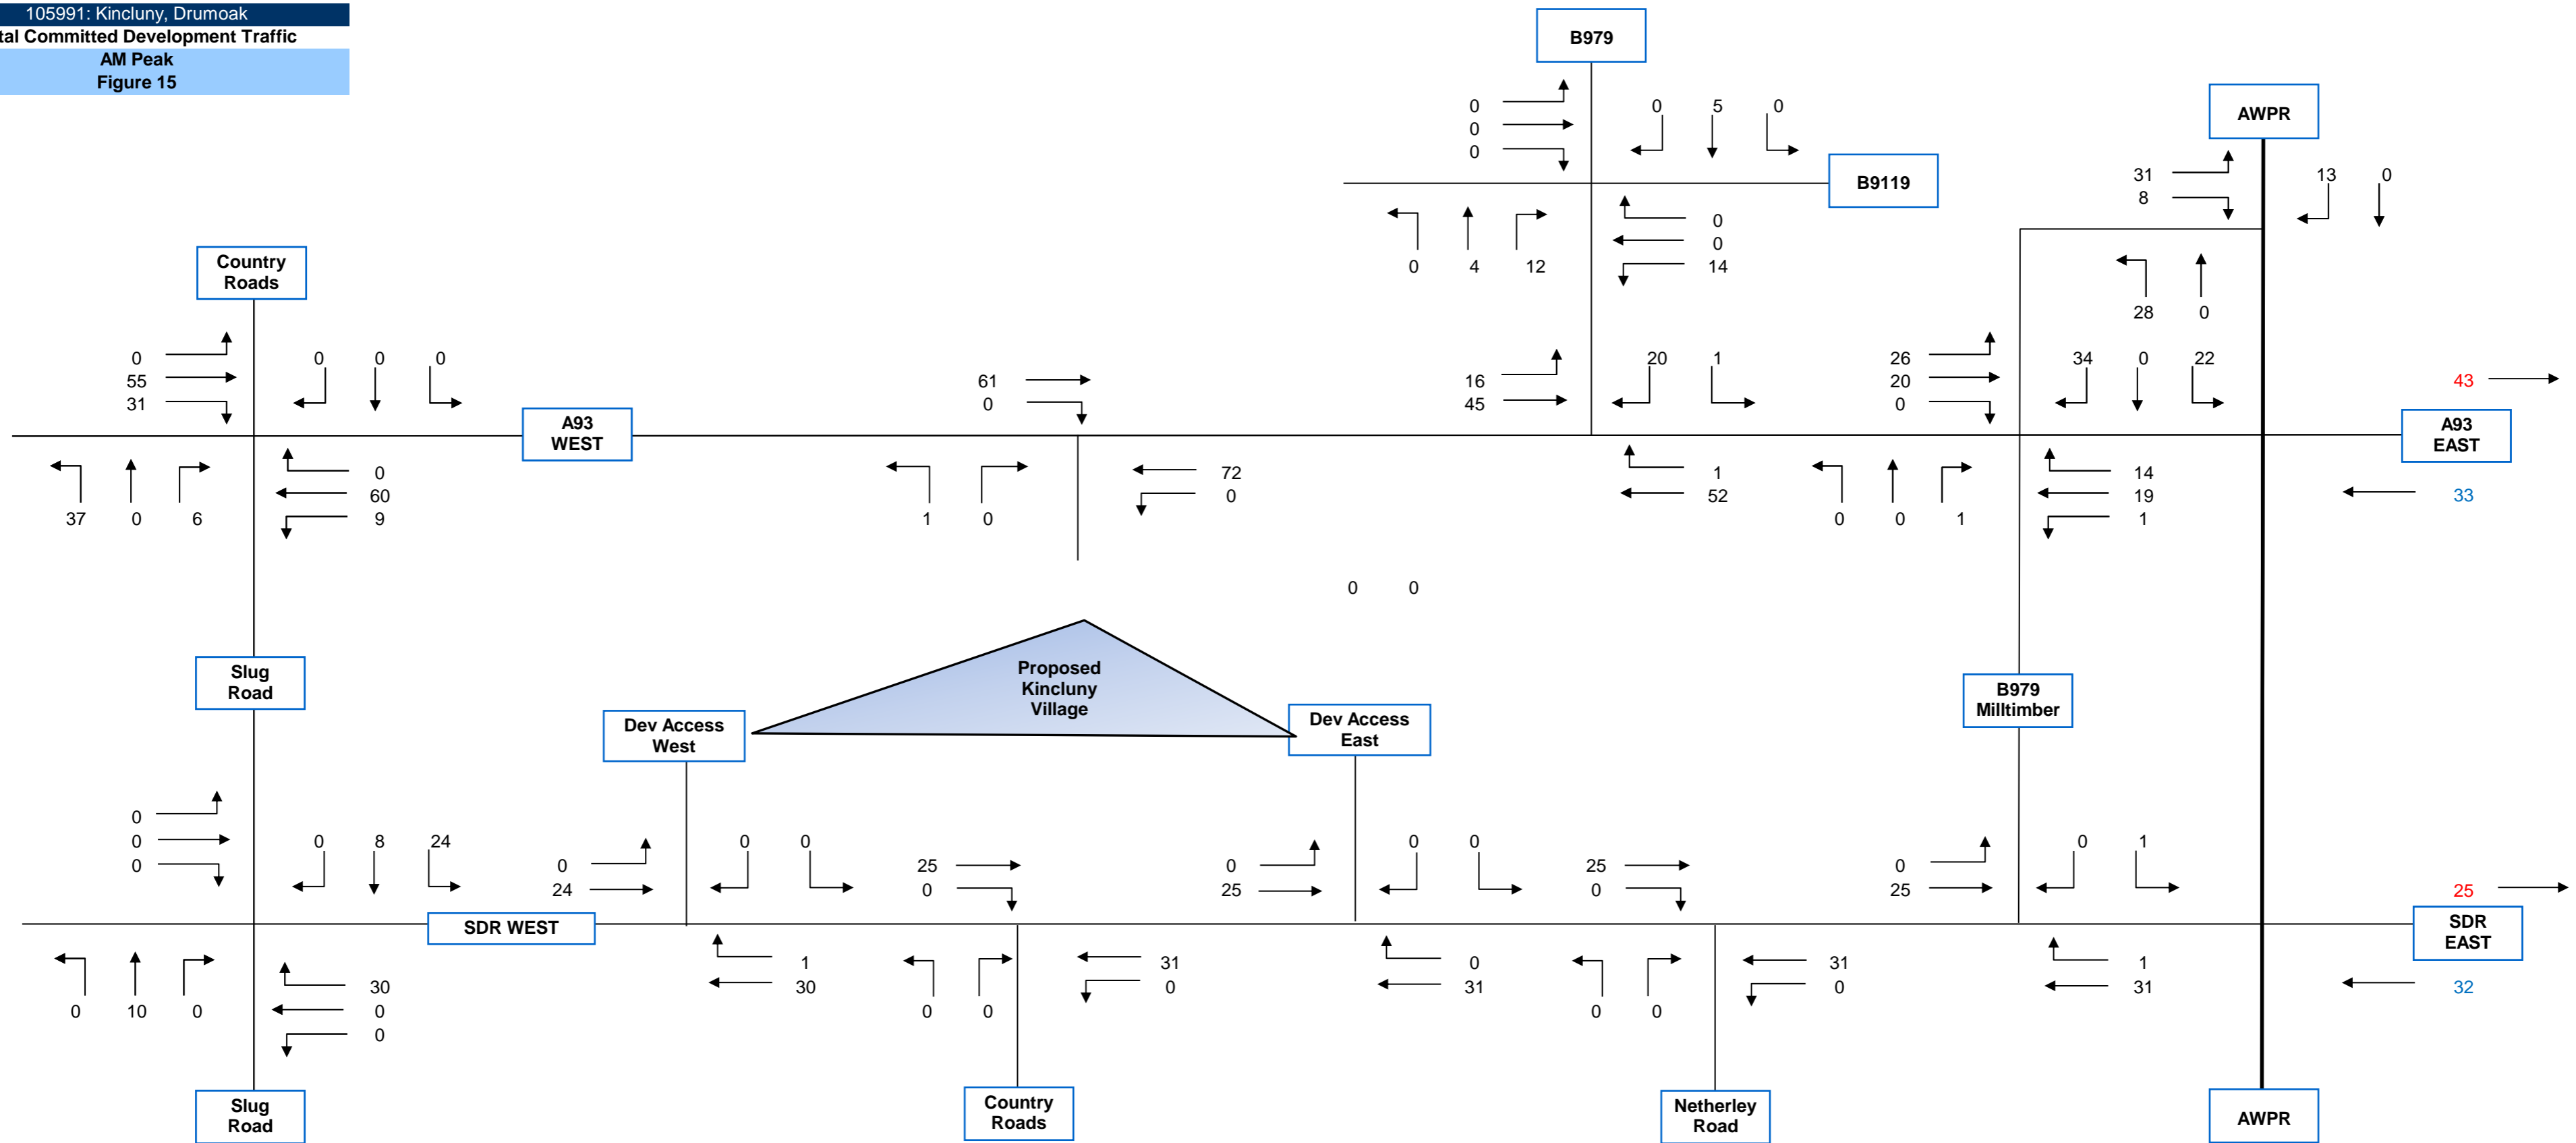 105991: Kincluny, Drumoak
tal Committed Development Traffic
AM Peak
Figure 15
B979
AWPR
0 0 5 0
0
0
B9119
31 13 0
8
0
0
0 4 12 14
Country
Roads
28 0
0 0 0 0
55
31
61
0
16 20 1
45
26 34 0 22
20
0
43
A93
WEST
A93
EAST
0
60
37 0 6 9
72
0
1 0
1
52
14
19
0 0 1 1
33
0 0
Slug
Road
Proposed
Kincluny
Village
B979
Milltimber
Dev Access
West
Dev Access
East
0
0 0 8 24
0
0 0 0
24
25
0
0 0 0
25
25
0
0 0 1
25
25
SDR WEST
SDR
EAST
30
0 10 0 0
0
1
30
31
0
0 0
0
31
31
0
0 0
1
31
32
Slug
Road
Country
Roads
Netherley
Road
AWPR